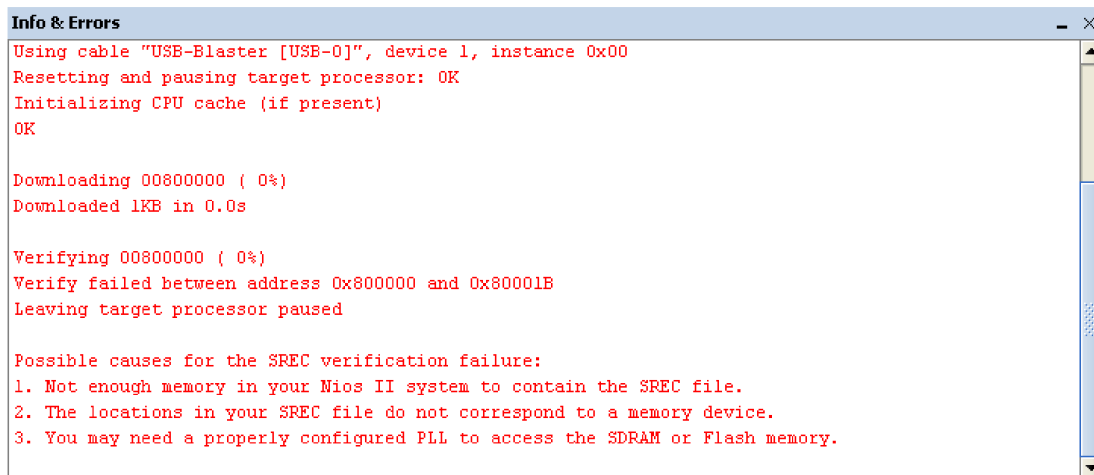 Info & Errors
Using cable "USB-Blaster [USB-0]", device 1, instance 0x00
Resetting and pausing target processor: OK
Initializing CPU cache (if present)
OK
Downloading 00800000 ( 0%)
Downloaded 1KB in 0.0s
Verifying 00800000 ( 0%)
Verify failed between address 0x800000 and 0x80001B
Leaving target processor paused
Possible causes for the SREC verification failure:
1. Not enough memory in your Nios II system to contain the SREC file.
2. The locations in your SREC file do not correspond to a memory device.
3. You may need a properly configured PLL to access the SDRAM or Flash memory.